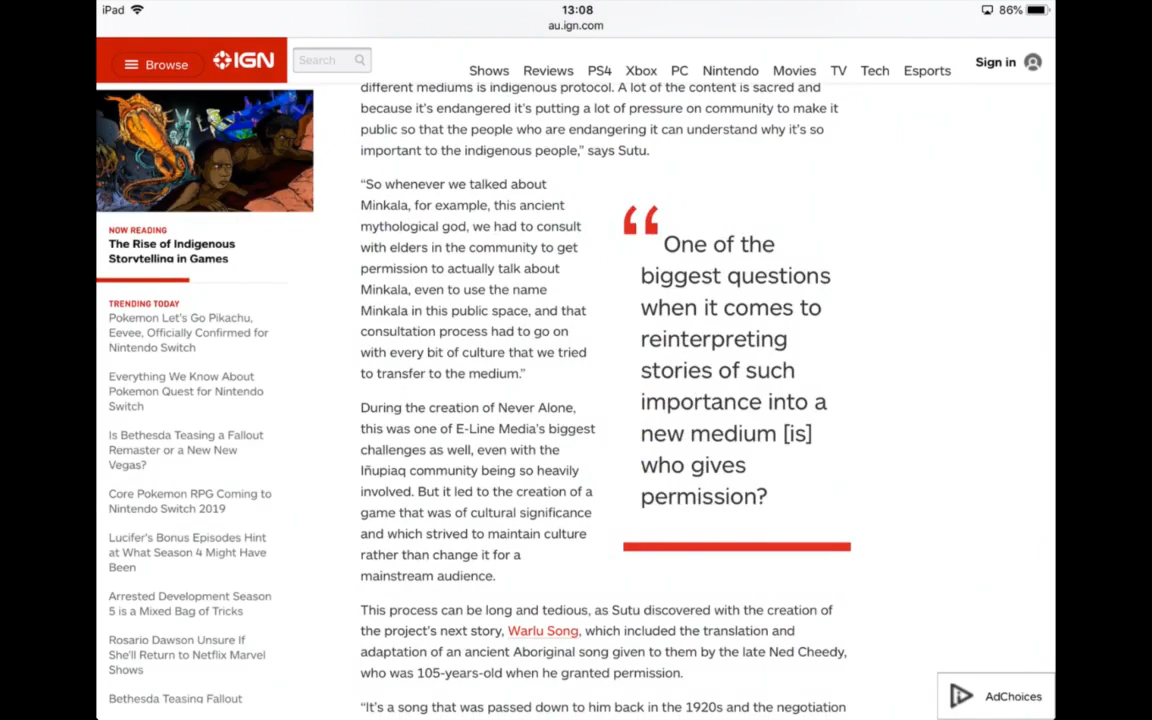 iPad
13:08
86%
au.ign.com
Browse
IGN
Search
Shows
Reviews
PS4
Xbox
PC
Nintendo
Movies
TV
Tech
Esports
Sign in
NOW READING
The Rise of Indigenous
Storytelling in Games
TRENDING TODAY
Pokemon Let's Go Pikachu,
Eevee, Officially Confirmed for
Nintendo Switch
Everything We Know About
Pokemon Quest for Nintendo
Switch
Is Bethesda Teasing a Fallout
Remaster or a New New
Vegas?
Core Pokemon RPG Coming to
Nintendo Switch 2019
Lucifer's Bonus Episodes Hint
at What Season 4 Might Have
Been
Arrested Development Season
5 is a Mixed Bag of Tricks
Rosario Dawson Unsure If
She'll Return to Netflix Marvel
Shows
Bethesda Teasing Fallout
different mediums is indigenous protocol. A lot of the content is sacred and
because it's endangered it's putting a lot of pressure on community to make it
public so that the people who are endangering it can understand why it's so
important to the indigenous people,” says Sutu.
“So whenever we talked about
Minkala, for example, this ancient
mythological god, we had to consult
with elders in the community to get
permission to actually talk about
Minkala, even to use the name
Minkala in this public space, and that
consultation process had to go on
with every bit of culture that we tried
to transfer to the medium.”
During the creation of Never Alone,
this was one of E-Line Media's biggest
challenges as well, even with the
Iñupiaq community being so heavily
involved. But it led to the creation of a
game that was of cultural significance
and which strived to maintain culture
rather than change it for a
mainstream audience.
“ One of the
biggest questions
when it comes to
reinterpreting
stories of such
importance into a
new medium [is]
who gives
permission?
This process can be long and tedious, as Sutu discovered with the creation of
the project's next story, Warlu Song, which included the translation and
adaptation of an ancient Aboriginal song given to them by the late Ned Cheedy,
who was 105-years-old when he granted permission.
“It's a song that was passed down to him back in the 1920s and the negotiation
AdChoices